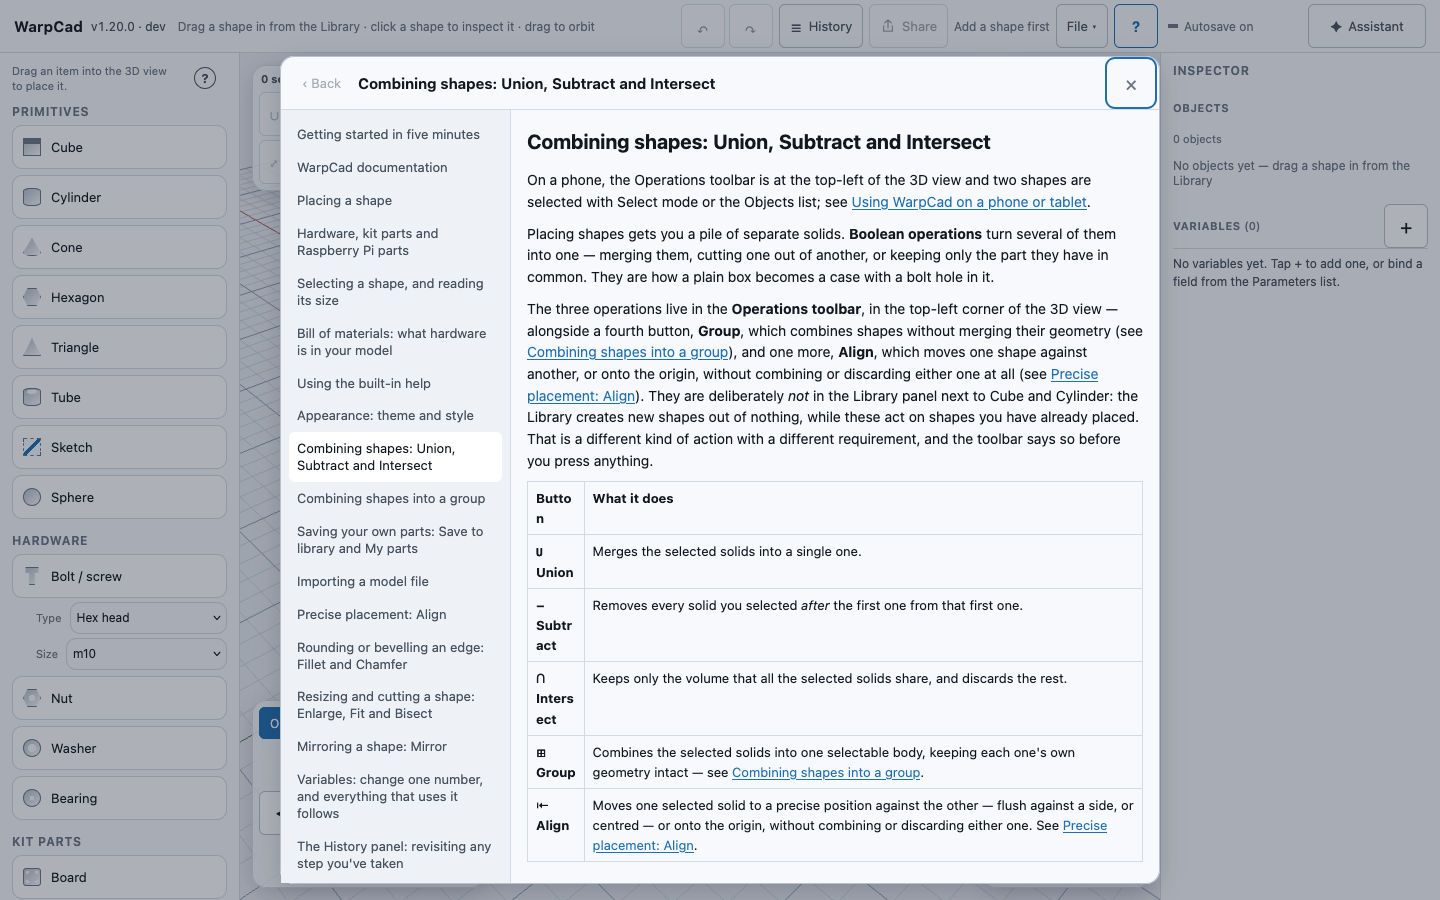 WarpCad v1.20.0 · dev Drag a shape in from the Library · click a shape to inspect it · drag to orbit
History
Share
Add a shape first
File
?
Autosave on
Assistant
Drag an item into the 3D view
to place it.
?
PRIMITIVES
Cube
Cylinder
Cone
Hexagon
Triangle
Tube
Sketch
Sphere
HARDWARE
Bolt / screw
Type Hex head
Size m10
Nut
Washer
Bearing
KIT PARTS
Board
‹ Back
Combining shapes: Union, Subtract and Intersect
×
Getting started in five minutes
WarpCad documentation
Placing a shape
Hardware, kit parts and
Raspberry Pi parts
Selecting a shape, and reading
its size
Bill of materials: what hardware
is in your model
Using the built-in help
Appearance: theme and style
Combining shapes: Union,
Subtract and Intersect
Combining shapes into a group
Saving your own parts: Save to
library and My parts
Importing a model file
Precise placement: Align
Rounding or bevelling an edge:
Fillet and Chamfer
Resizing and cutting a shape:
Enlarge, Fit and Bisect
Mirroring a shape: Mirror
Variables: change one number,
and everything that uses it
follows
The History panel: revisiting any
step you've taken
Combining shapes: Union, Subtract and Intersect
On a phone, the Operations toolbar is at the top-left of the 3D view and two shapes are
selected with Select mode or the Objects list; see Using WarpCad on a phone or tablet.
Placing shapes gets you a pile of separate solids. Boolean operations turn several of them
into one — merging them, cutting one out of another, or keeping only the part they have in
common. They are how a plain box becomes a case with a bolt hole in it.
The three operations live in the Operations toolbar, in the top-left corner of the 3D view —
alongside a fourth button, Group, which combines shapes without merging their geometry (see
Combining shapes into a group), and one more, Align, which moves one shape against
another, or onto the origin, without combining or discarding either one at all (see Precise
placement: Align). They are deliberately not in the Library panel next to Cube and Cylinder: the
Library creates new shapes out of nothing, while these act on shapes you have already placed.
That is a different kind of action with a different requirement, and the toolbar says so before
you press anything.
Butto
n
What it does
∪
Union
Merges the selected solids into a single one.
−
Subtr
act
Removes every solid you selected after the first one from that first one.
∩
Inters
ect
Keeps only the volume that all the selected solids share, and discards the rest.
⊞
Group
Combines the selected solids into one selectable body, keeping each one's own
geometry intact — see Combining shapes into a group.
⇤
Align
Moves one selected solid to a precise position against the other — flush against a side, or
centred — or onto the origin, without combining or discarding either one. See Precise
placement: Align.
INSPECTOR
OBJECTS
0 objects
No objects yet — drag a shape in from the
Library
VARIABLES (0)
+
No variables yet. Tap + to add one, or bind a
field from the Parameters list.